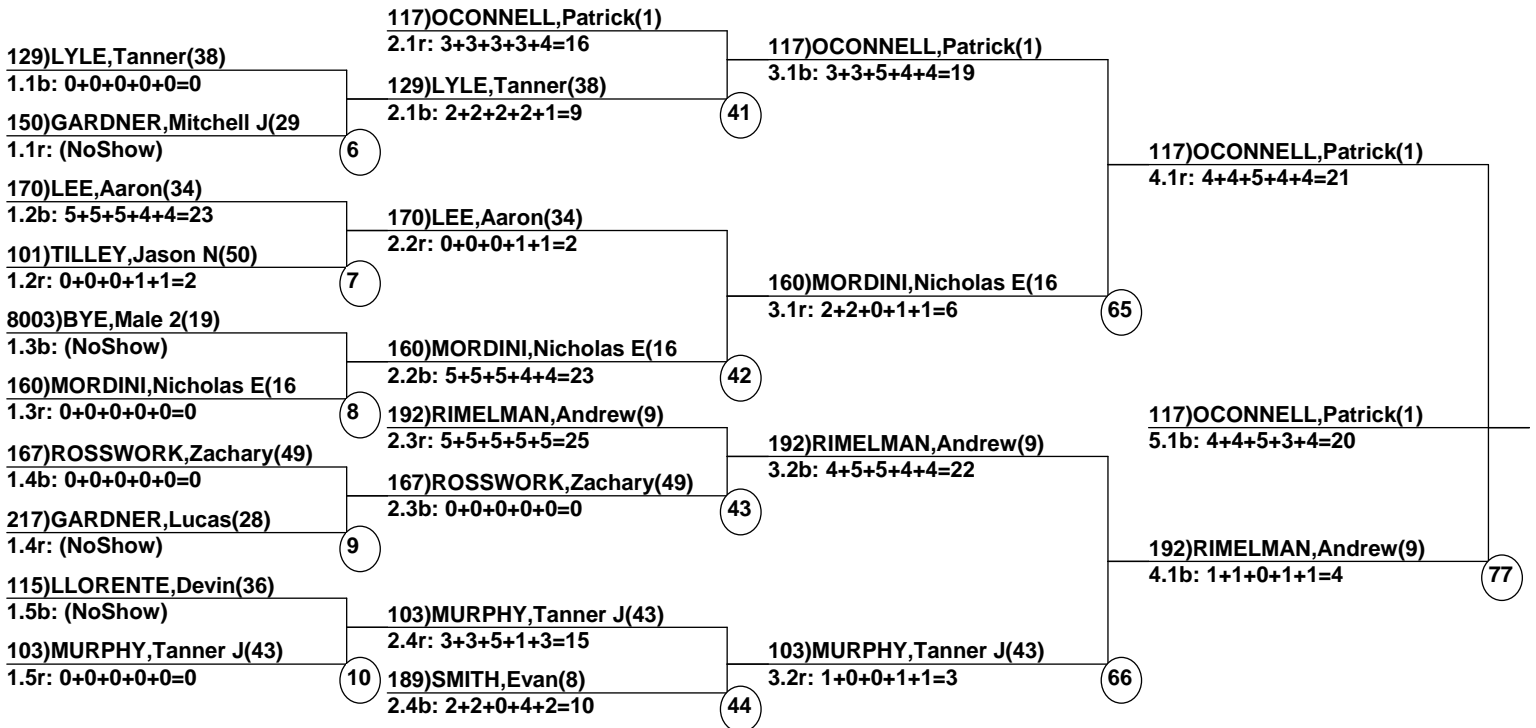 129)LYLE,Tanner(38)
1.1b: 0+0+0+0+0=0
150)GARDNER,Mitchell J(29
1.1r: (NoShow)
6
170)LEE,Aaron(34)
1.2b: 5+5+5+4+4=23
101)TILLEY,Jason N(50)
1.2r: 0+0+0+1+1=2
7
8003)BYE,Male 2(19)
1.3b: (NoShow)
160)MORDINI,Nicholas E(16
1.3r: 0+0+0+0+0=0
8
167)ROSSWORK,Zachary(49)
1.4b: 0+0+0+0+0=0
217)GARDNER,Lucas(28)
1.4r: (NoShow)
9
115)LLORENTE,Devin(36)
1.5b: (NoShow)
103)MURPHY,Tanner J(43)
1.5r: 0+0+0+0+0=0
10
117)OCONNELL,Patrick(1)
2.1r: 3+3+3+3+4=16
129)LYLE,Tanner(38)
2.1b: 2+2+2+2+1=9
41
170)LEE,Aaron(34)
2.2r: 0+0+0+1+1=2
160)MORDINI,Nicholas E(16
2.2b: 5+5+5+4+4=23
42
192)RIMELMAN,Andrew(9)
2.3r: 5+5+5+5+5=25
167)ROSSWORK,Zachary(49)
2.3b: 0+0+0+0+0=0
43
103)MURPHY,Tanner J(43)
2.4r: 3+3+5+1+3=15
189)SMITH,Evan(8)
2.4b: 2+2+0+4+2=10
44
117)OCONNELL,Patrick(1)
3.1b: 3+3+5+4+4=19
160)MORDINI,Nicholas E(16
3.1r: 2+2+0+1+1=6
65
192)RIMELMAN,Andrew(9)
3.2b: 4+5+5+4+4=22
103)MURPHY,Tanner J(43)
3.2r: 1+0+0+1+1=3
66
117)OCONNELL,Patrick(1)
4.1r: 4+4+5+4+4=21
192)RIMELMAN,Andrew(9)
4.1b: 1+1+0+1+1=4
77
117)OCONNELL,Patrick(1)
5.1b: 4+4+5+3+4=20